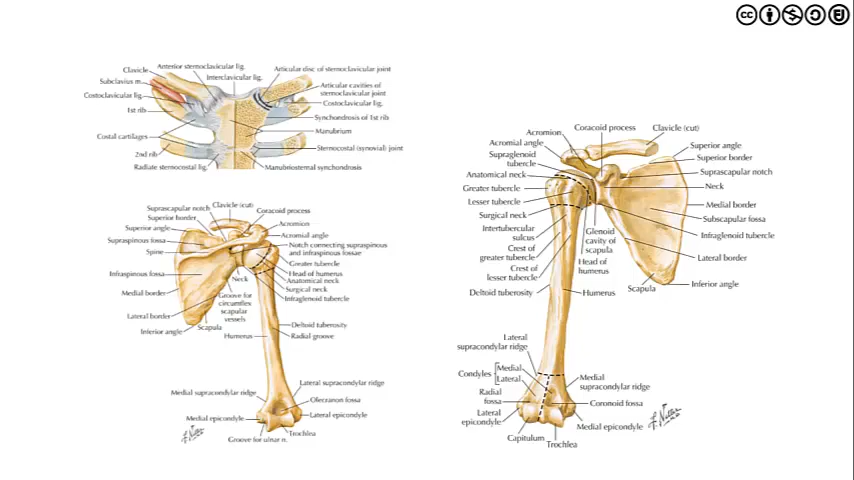 Anterior sternoclavicular lig.
Clavicle
Subclavius m.
Costoclavicular lig.
1st rib
Costal cartilages
2nd rib
Radiate sternocostal lig.
Interclavicular lig.
Articular disc of sternoclavicular joint
Articular cavities of
sternoclavicular joint
Costoclavicular lig.
Synchondrosis of 1st rib
Manubrium
Sternocostal (synovial) joint
Manubriosternal synchondrosis
Clavicle (cut)
Suprascapular notch
Superior border
Superior angle
Supraspinous fossa
Spine
Infraspinous fossa
Medial border
Lateral border
Inferior angle
Scapula
Coracoid process
Acromion
Acromial angle
Notch connecting supraspinous
and infraspinous fossae
Greater tubercle
Head of humerus
Anatomical neck
Surgical neck
Infraglenoid tubercle
Neck
Groove for
circumflex
scapular
vessels
Deltoid tuberosity
Radial groove
Humerus
Medial supracondylar ridge
Lateral supracondylar ridge
Olecranon fossa
Lateral epicondyle
Medial epicondyle
Trochlea
Groove for ulnar n.
F. Netter
Coracoid process
Clavicle (cut)
Acromion
Acromial angle
Supraglenoid
tubercle
Anatomical neck
Greater tubercle
Lesser tubercle
Surgical neck
Intertubercular
sulcus
Crest of
greater tubercle
Crest of
lesser tubercle
Deltoid tuberosity
Superior angle
Superior border
Suprascapular notch
Neck
Medial border
Subscapular fossa
Infraglenoid tubercle
Lateral border
Inferior angle
Scapula
Glenoid
cavity of
scapula
Head of
humerus
Humerus
Lateral
supracondylar ridge
Condyles
Medial
Lateral
Radial
fossa
Lateral
epicondyle
Capitulum
Trochlea
Medial
supracondylar ridge
Coronoid fossa
Medial epicondyle
F. Netter